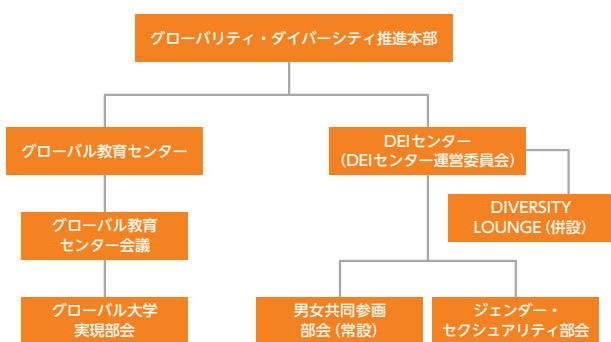 グローバリティ・ダイバーシティ推進本部
グローバル教育センター
DEIセンター
(DEIセンター運営委員会)
DIVERSITY
LOUNGE (併設)
グローバル教育
センター会議
グローバル大学
実現部会
男女共同参画
部会 (常設)
ジェンダー・
セクシュアリティ部会